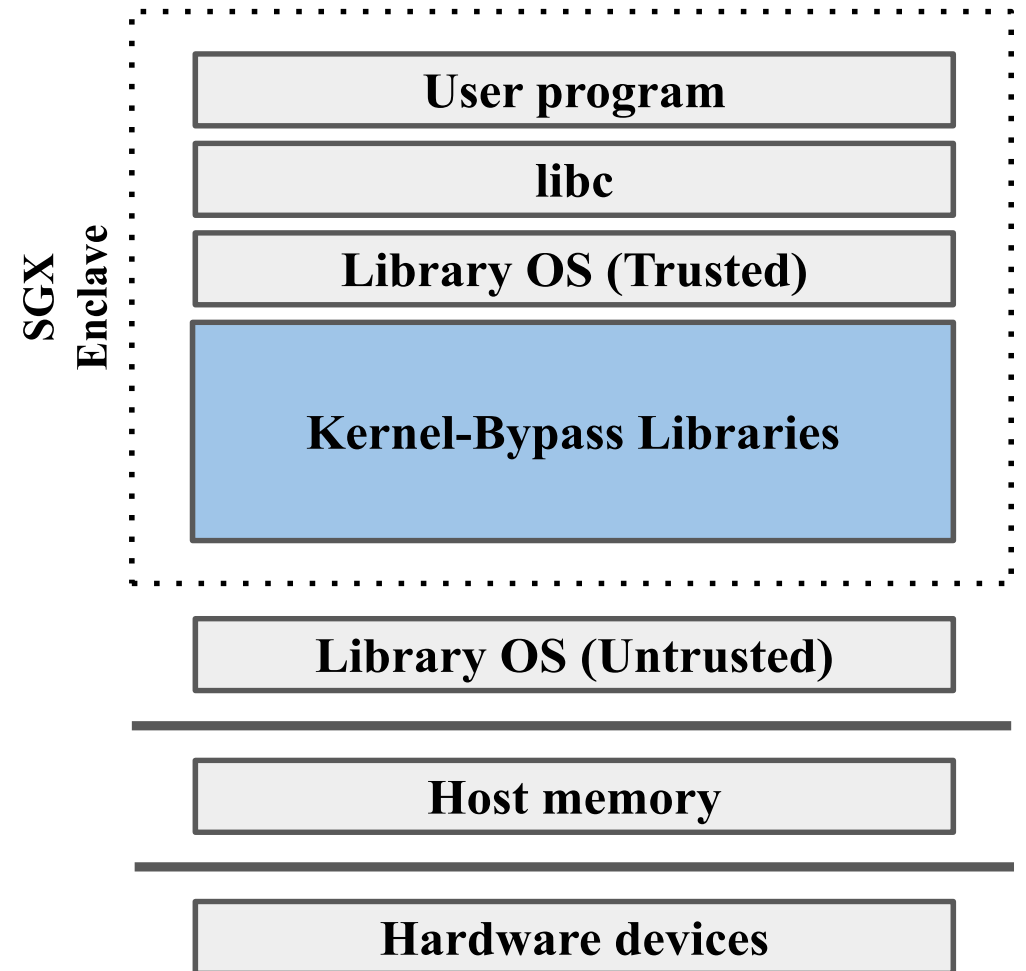 SGX
Enclave
User program
libc
Library OS (Trusted)
Kernel-Bypass Libraries
Library OS (Untrusted)
Host memory
Hardware devices